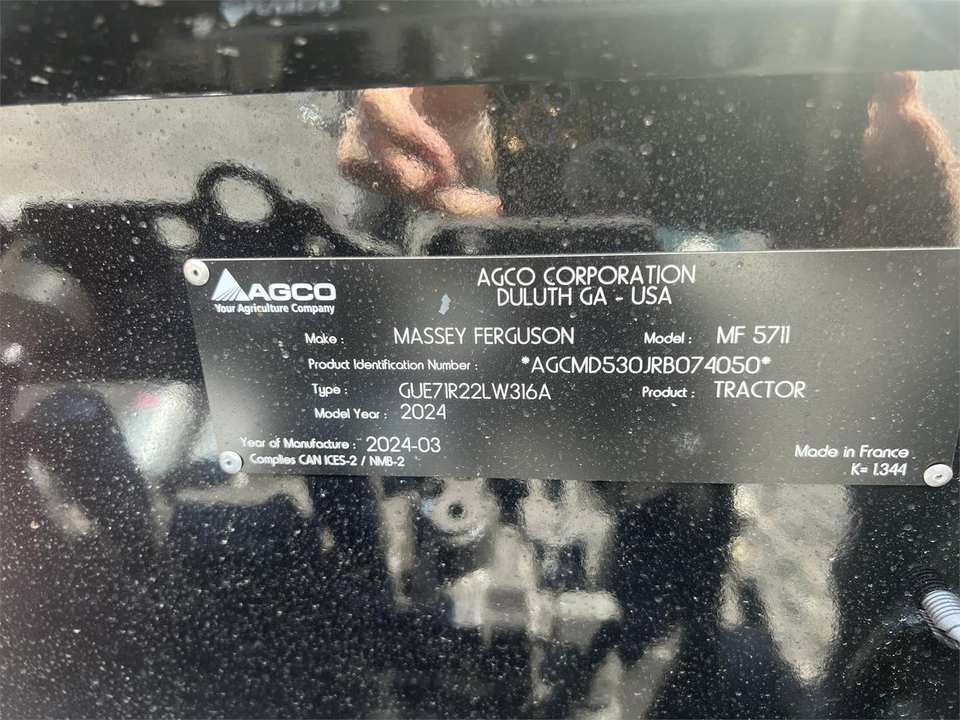 AGCO
Your Agriculture Company
AGCO CORPORATION
DULUTH GA - USA
Make : MASSEY FERGUSON Model : MF 5711
Product Identification Number : *AGCMD530JRB074050*
Type : GUE71R22LW316A Product : TRACTOR
Model Year : 2024
Year of Manufacture : 2024-03
Complies CAN ICES-2 / NMB-2
Made in France
K= 1.344